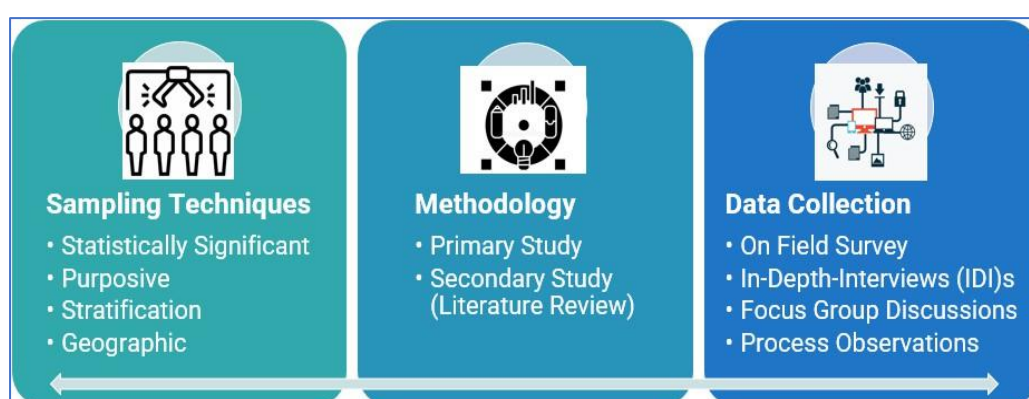 Sampling Techniques
• Statistically Significant
• Purposive
• Stratification
• Geographic
Methodology
• Primary Study
• Secondary Study
(Literature Review)
Data Collection
• On Field Survey
• In-Depth-Interviews (IDI)s
• Focus Group Discussions
• Process Observations